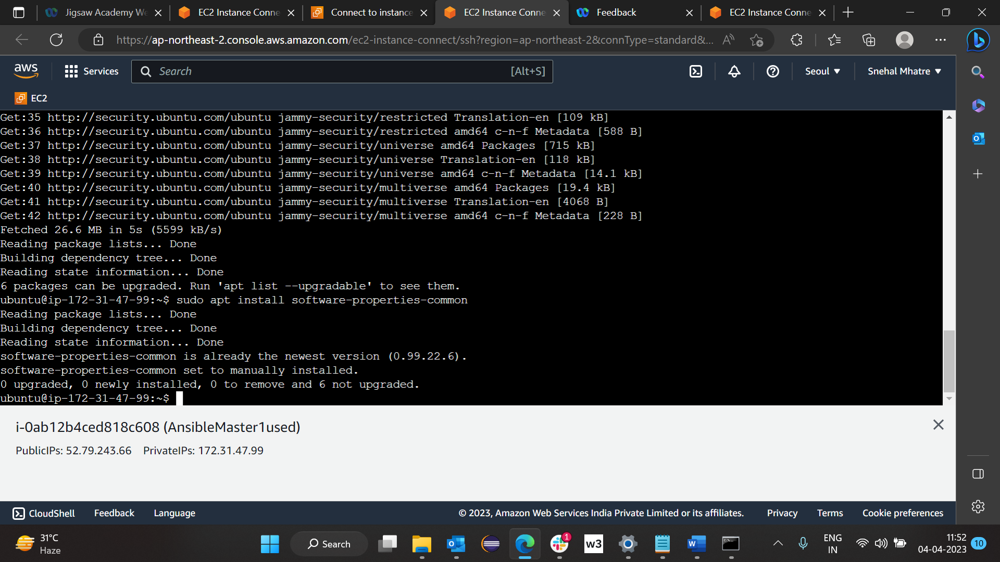 Jigsaw Academy We
EC2 Instance Conne
Connect to instance
EC2 Instance Conne
Feedback
EC2 Instance Conne
https://ap-northeast-2.console.aws.amazon.com/ec2-instance-connect/ssh?region=ap-northeast-2&connType=standard&...
aws
Services
Search
[Alt+S]
Seoul
Snehal Mhatre
EC2
Get:35 http://security.ubuntu.com/ubuntu jammy-security/restricted Translation-en [109 kB]
Get:36 http://security.ubuntu.com/ubuntu jammy-security/restricted amd64 c-n-f Metadata [588 B]
Get:37 http://security.ubuntu.com/ubuntu jammy-security/universe amd64 Packages [715 kB]
Get:38 http://security.ubuntu.com/ubuntu jammy-security/universe Translation-en [118 kB]
Get:39 http://security.ubuntu.com/ubuntu jammy-security/universe amd64 c-n-f Metadata [14.1 kB]
Get:40 http://security.ubuntu.com/ubuntu jammy-security/multiverse amd64 Packages [19.4 kB]
Get:41 http://security.ubuntu.com/ubuntu jammy-security/multiverse Translation-en [4068 B]
Get:42 http://security.ubuntu.com/ubuntu jammy-security/multiverse amd64 c-n-f Metadata [228 B]
Fetched 26.6 MB in 5s (5599 kB/s)
Reading package lists... Done
Building dependency tree... Done
Reading state information... Done
6 packages can be upgraded. Run 'apt list --upgradable' to see them.
ubuntu@ip-172-31-47-99:~$ sudo apt install software-properties-common
Reading package lists... Done
Building dependency tree... Done
Reading state information... Done
software-properties-common is already the newest version (0.99.22.6).
software-properties-common set to manually installed.
0 upgraded, 0 newly installed, 0 to remove and 6 not upgraded.
ubuntu@ip-172-31-47-99:~$
i-0ab12b4ced818c608 (AnsibleMaster1used)
PublicIPs: 52.79.243.66 PrivateIPs: 172.31.47.99
CloudShell
Feedback
Language
© 2023, Amazon Web Services India Private Limited or its affiliates.
Privacy
Terms
Cookie preferences
31°C
Haze
Search
1
w3
ENG
IN
11:52
04-04-2023
10